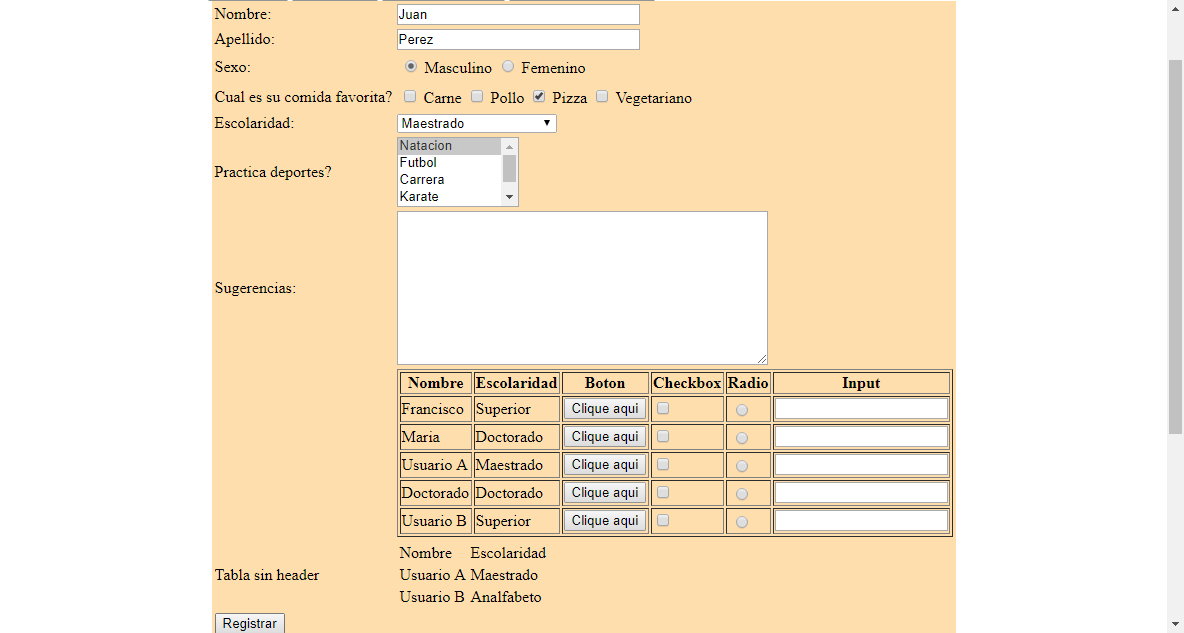 Nombre: Juan
Apellido: Perez
Sexo: Masculino Femenino
Cual es su comida favorita? Carne Pollo Pizza Vegetariano
Escolaridad: Maestrado
Practica deportes? Natacion
Futbol
Carrera
Karate
Sugerencias:
Nombre Escolaridad Boton Checkbox Radio Input
Francisco Superior Clique aqui
Maria Doctorado Clique aqui
Usuario A Maestrado Clique aqui
Doctorado Doctorado Clique aqui
Usuario B Superior Clique aqui
Tabla sin header
Nombre Escolaridad
Usuario A Maestrado
Usuario B Analfabeto
Registrar